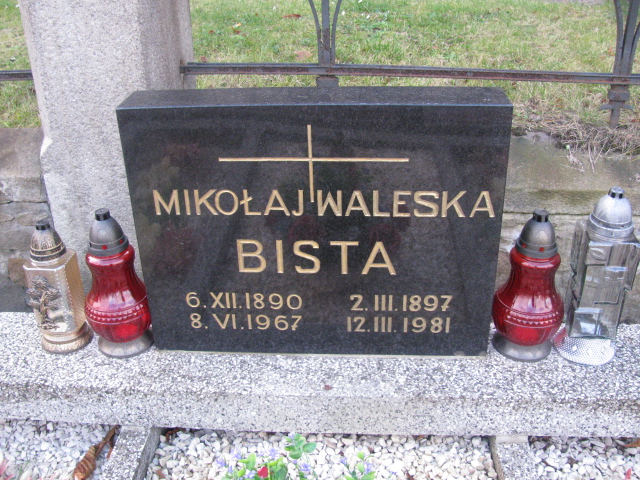 MIKOŁAJ WALESKA
BISTA
6.XII.1890 2.III.1897
8.VI.1967 12.III.1981